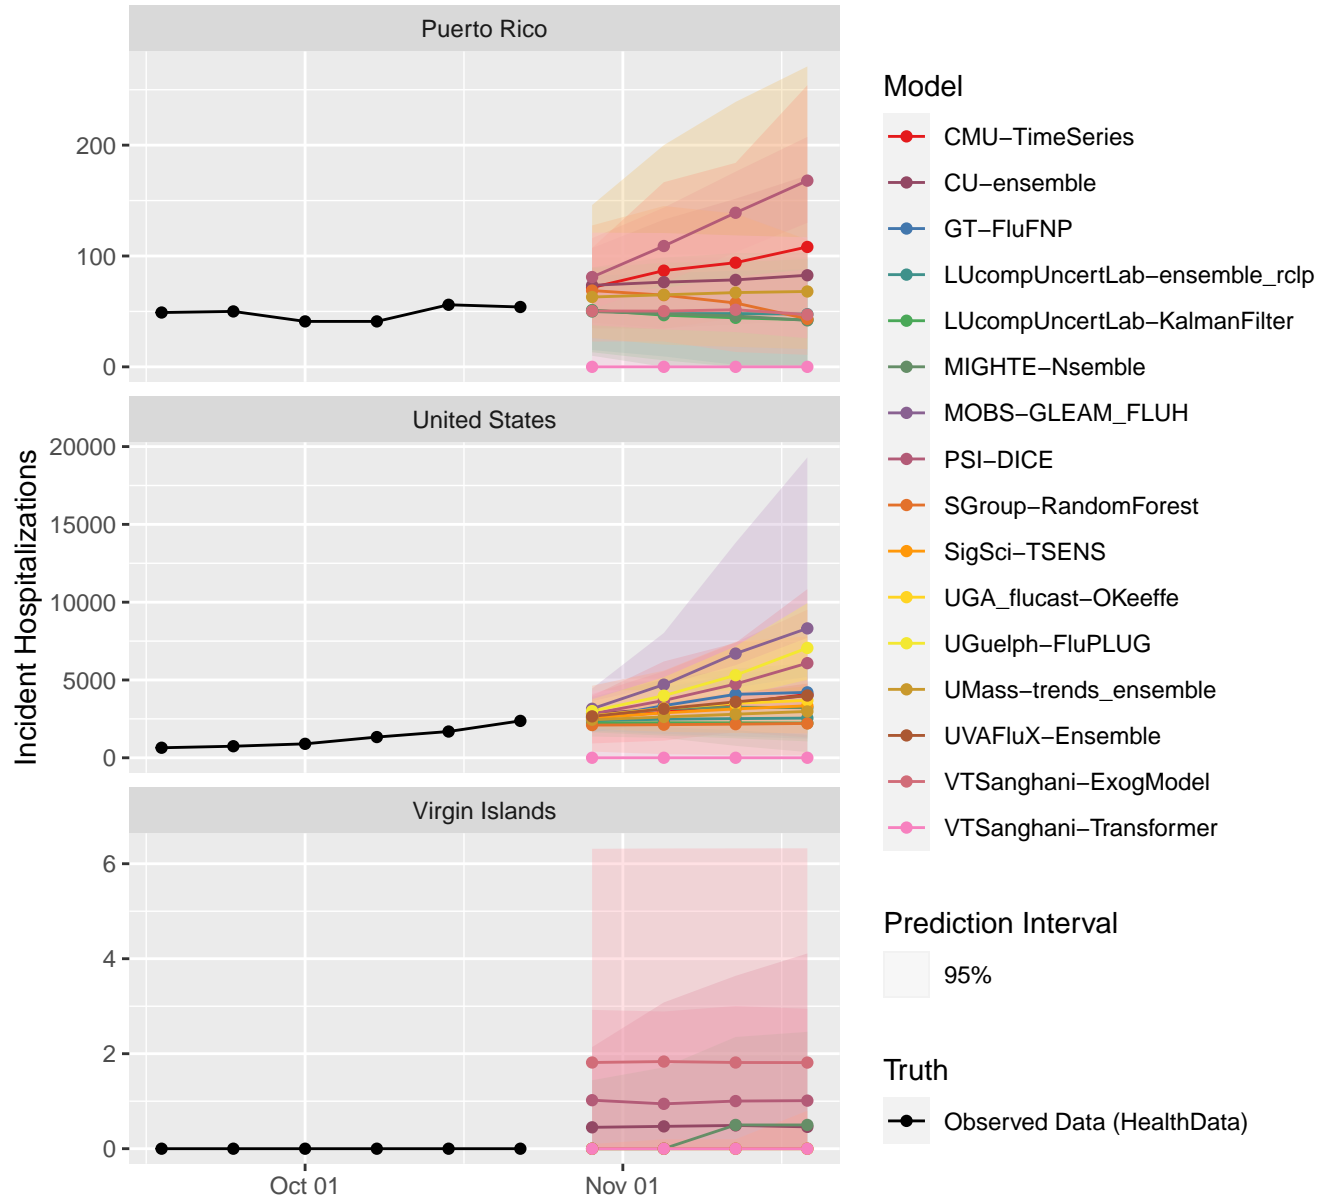 Puerto Rico
200
100
0
United States
20000
15000
10000
5000
0
Virgin Islands
6
4
2
0
Oct 01
Nov 01
Incident Hospitalizations
Model
CMU−TimeSeries
CU−ensemble
GT−FluFNP
LUcompUncertLab−ensemble_rclp
LUcompUncertLab−KalmanFilter
MIGHTE−Nsemble
MOBS−GLEAM_FLUH
PSI−DICE
SGroup−RandomForest
SigSci−TSENS
UGA_flucast−OKeeffe
UGuelph−FluPLUG
UMass−trends_ensemble
UVAFluX−Ensemble
VTSanghani−ExogModel
VTSanghani−Transformer
Prediction Interval
95%
Truth
Observed Data (HealthData)